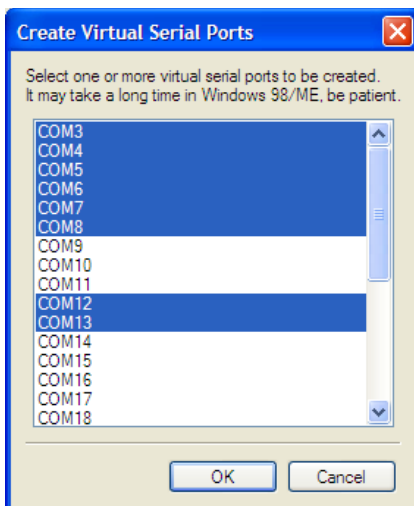 Create Virtual Serial Ports
Select one or more virtual serial ports to be created.
It may take a long time in Windows 98/ME, be patient.
COM3
COM4
COM5
COM6
COM7
COM8
COM9
COM10
COM11
COM12
COM13
COM14
COM15
COM16
COM17
COM18
OK
Cancel